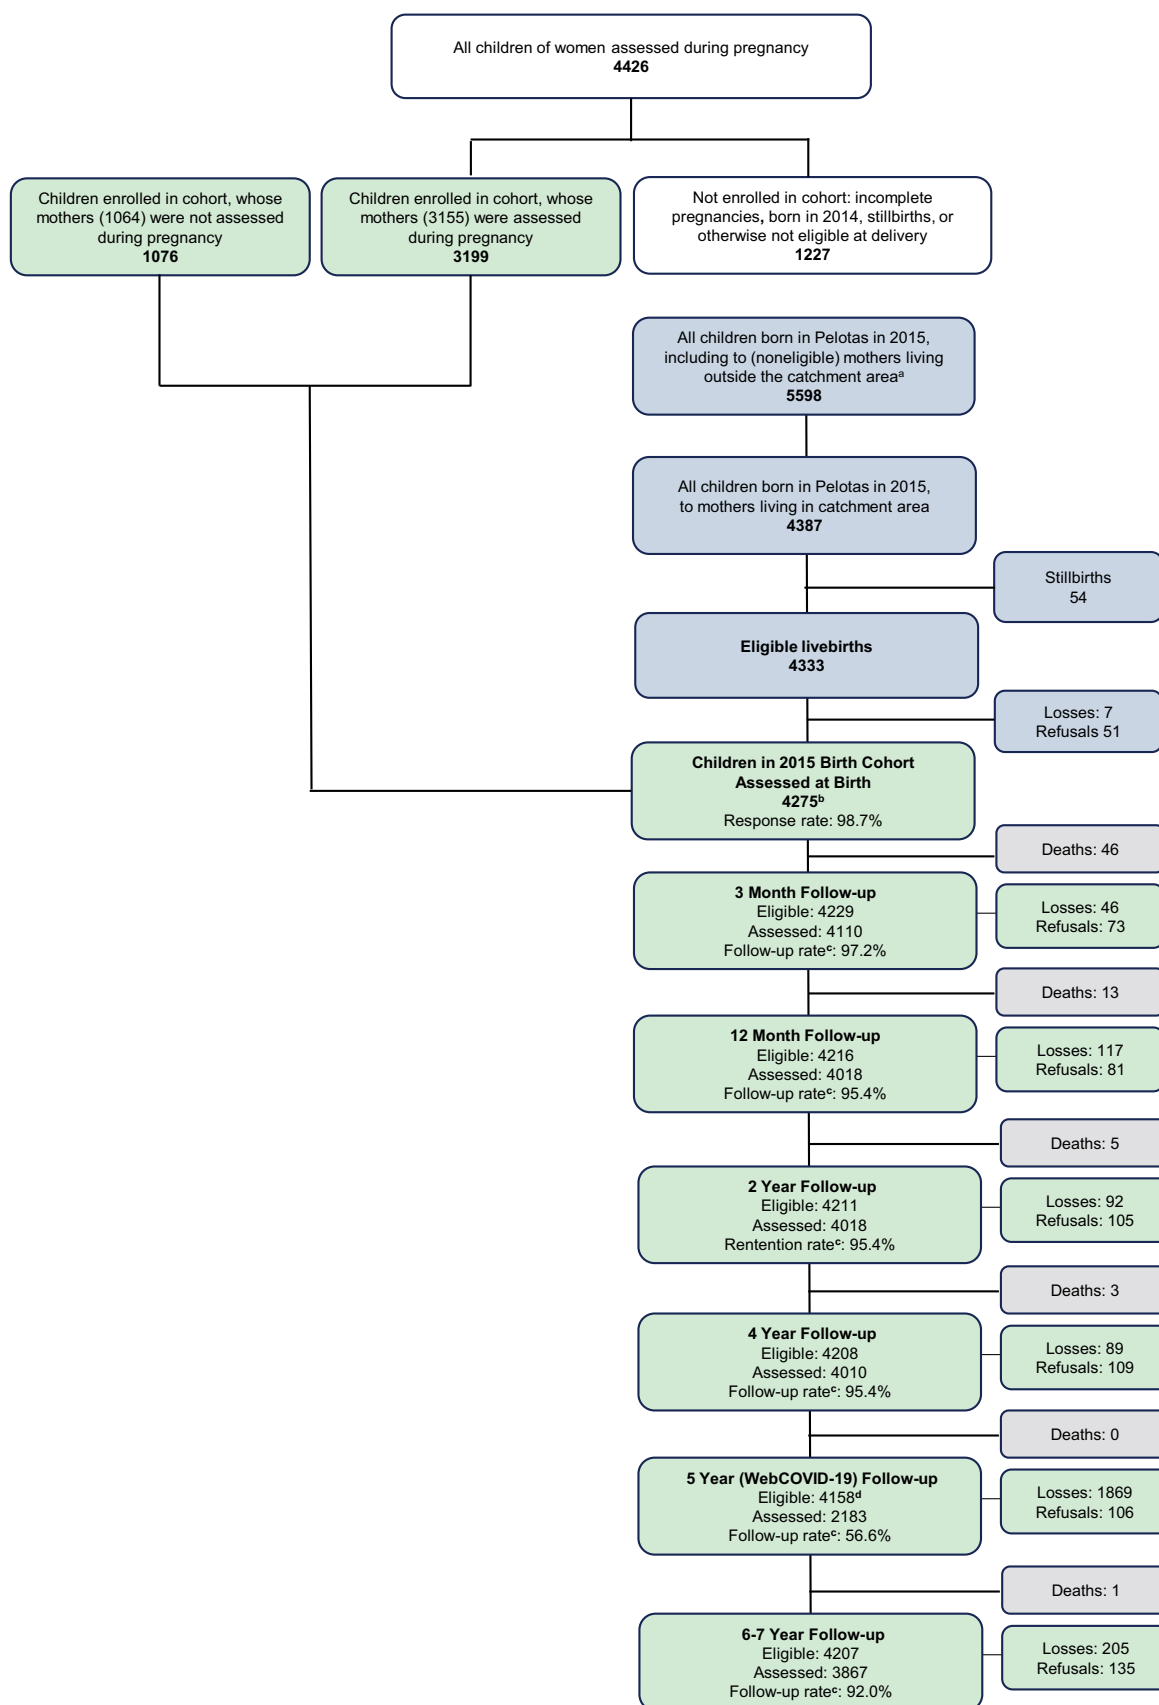 All children of women assessed during pregnancy
4426
Children enrolled in cohort, whose
mothers (1064) were not assessed
during pregnancy
1076
Children enrolled in cohort, whose
mothers (3155) were assessed
during pregnancy
3199
Not enrolled in cohort: incomplete
pregnancies, born in 2014, stillbirths, or
otherwise not eligible at delivery
1227
All children born in Pelotas in 2015,
including to (noneligible) mothers living
outside the catchment areaᵃ
5598
All children born in Pelotas in 2015,
to mothers living in catchment area
4387
Stillbirths
54
Eligible livebirths
4333
Losses: 7
Refusals 51
Children in 2015 Birth Cohort
Assessed at Birth
4275ᵇ
Response rate: 98.7%
Deaths: 46
3 Month Follow-up
Eligible: 4229
Assessed: 4110
Follow-up rateᶜ: 97.2%
Losses: 46
Refusals: 73
Deaths: 13
12 Month Follow-up
Eligible: 4216
Assessed: 4018
Follow-up rateᶜ: 95.4%
Losses: 117
Refusals: 81
Deaths: 5
2 Year Follow-up
Eligible: 4211
Assessed: 4018
Rentention rateᶜ: 95.4%
Losses: 92
Refusals: 105
Deaths: 3
4 Year Follow-up
Eligible: 4208
Assessed: 4010
Follow-up rateᶜ: 95.4%
Losses: 89
Refusals: 109
Deaths: 0
5 Year (WebCOVID-19) Follow-up
Eligible: 4158ᵈ
Assessed: 2183
Follow-up rateᶜ: 56.6%
Losses: 1869
Refusals: 106
Deaths: 1
6-7 Year Follow-up
Eligible: 4207
Assessed: 3867
Follow-up rateᶜ: 92.0%
Losses: 205
Refusals: 135